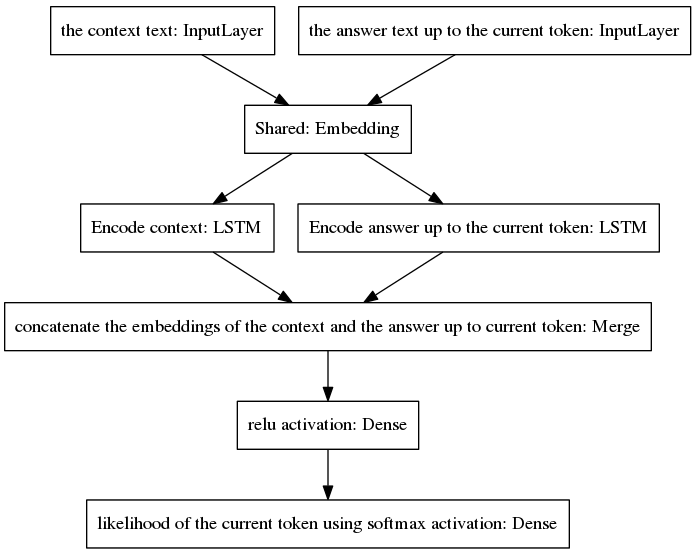 the context text: InputLayer
the answer text up to the current token: InputLayer
Shared: Embedding
Encode context: LSTM
Encode answer up to the current token: LSTM
concatenate the embeddings of the context and the answer up to current token: Merge
relu activation: Dense
likelihood of the current token using softmax activation: Dense